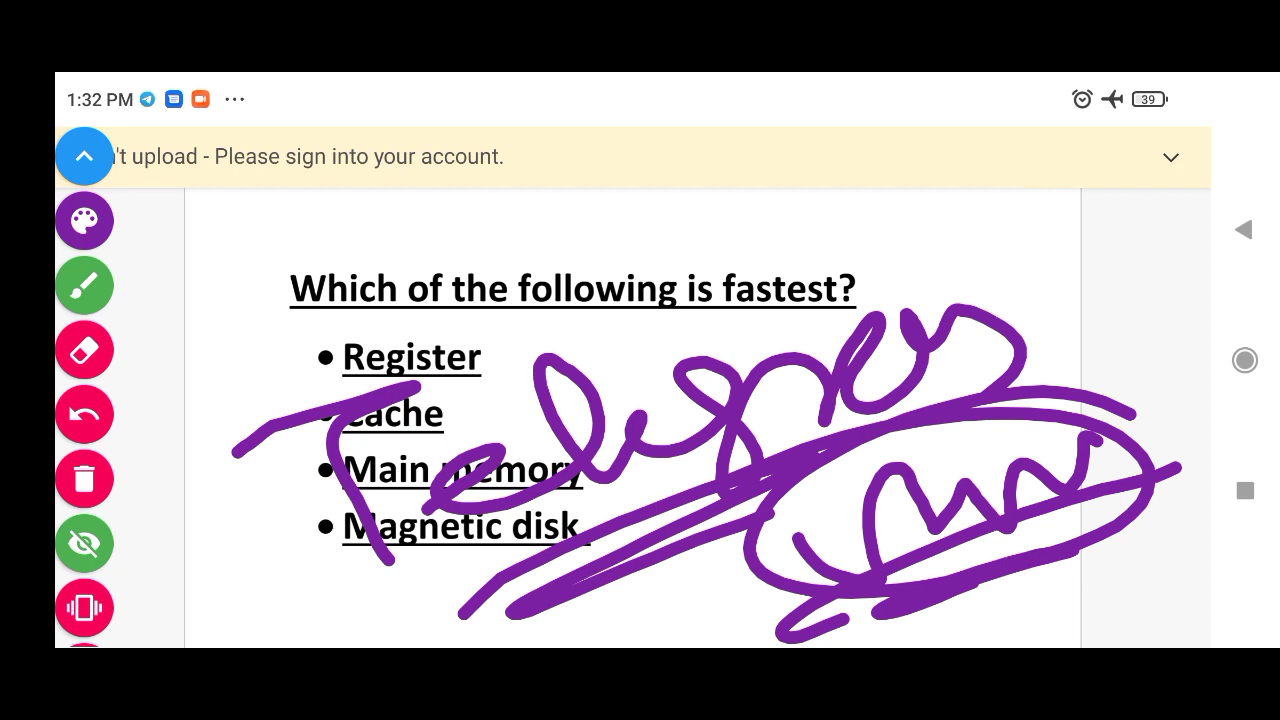 1:32 PM ... 39
't upload - Please sign into your account.
Which of the following is fastest?
• Register
• Cache
• Main memory
• Magnetic disk